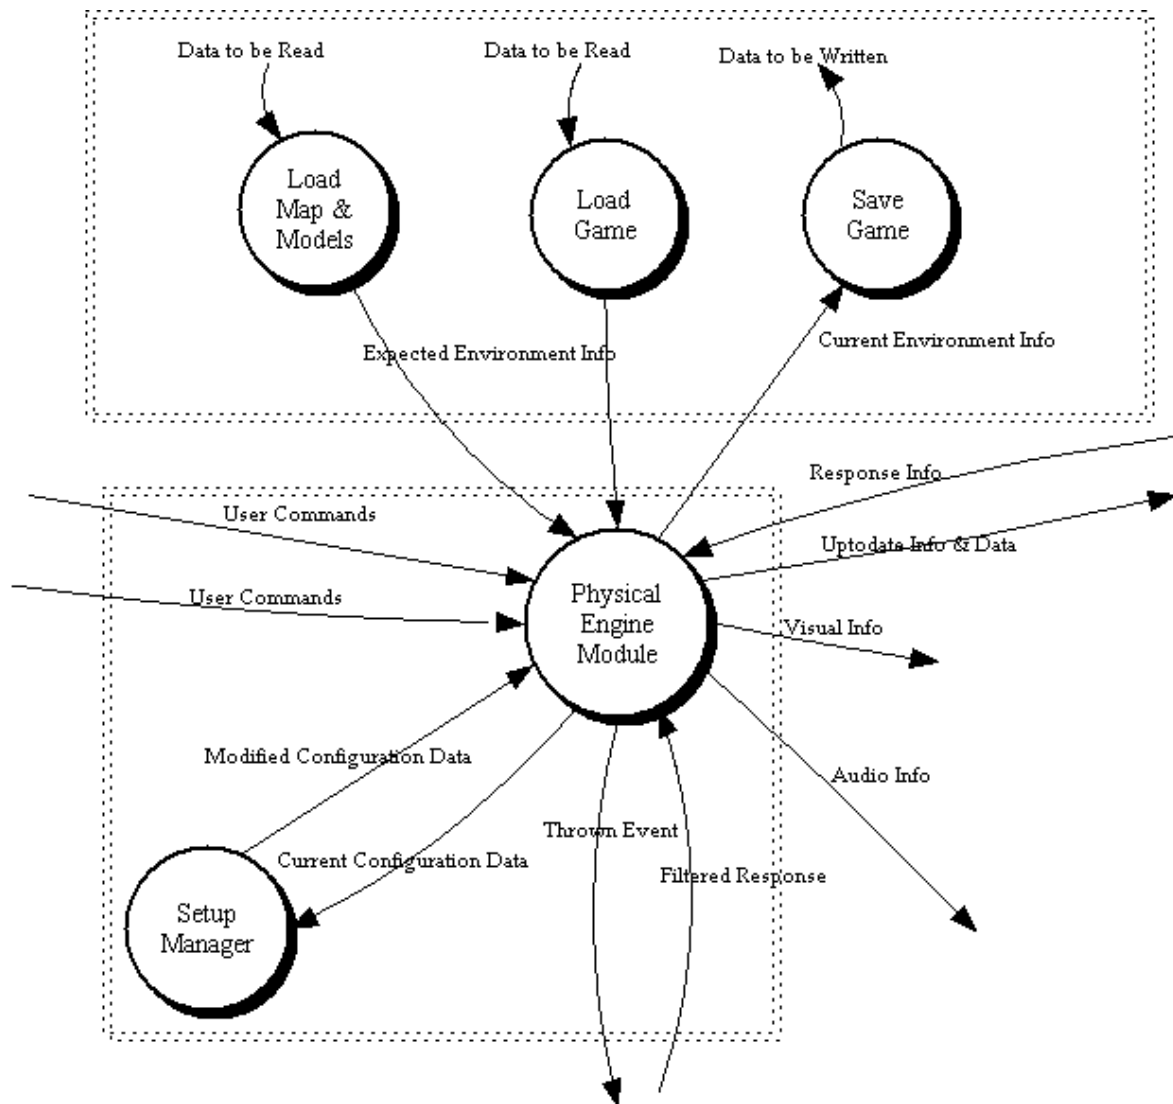 Data to be Read
Data to be Read
Data to be Written
Load
Map &
Models
Load
Game
Save
Game
Expected Environment Info
Current Environment Info
Response Info
User Commands
Uptodate Info & Data
User Commands
Physical
Engine
Module
Visual Info
Modified Configuration Data
Audio Info
Thrown Event
Current Configuration Data
Filtered Response
Setup
Manager